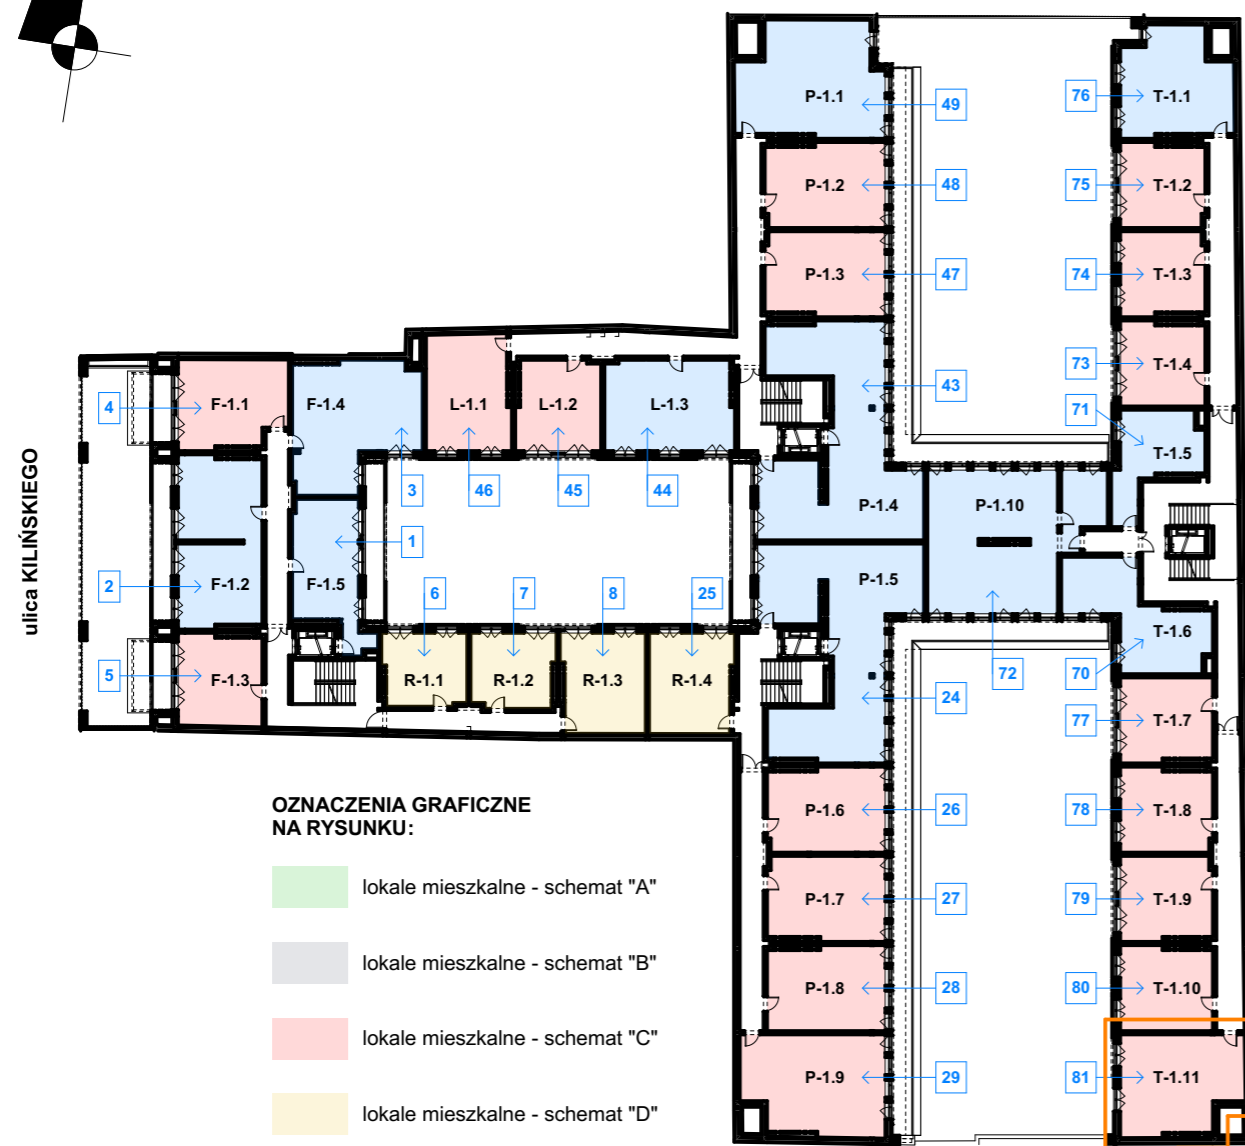 P-1.1
49
76
T-1.1
P-1.2
48
75
T-1.2
P-1.3
47
74
T-1.3
43
73
T-1.4
71
T-1.5
4
F-1.1
F-1.4
L-1.1
L-1.2
L-1.3
3
46
45
44
P-1.4
P-1.10
ulica KILIŃSKIEGO
1
2
F-1.2
F-1.5
6
7
8
25
P-1.5
T-1.6
5
F-1.3
R-1.1
R-1.2
R-1.3
R-1.4
24
72
70
77
T-1.7
P-1.6
26
78
T-1.8
P-1.7
27
79
T-1.9
P-1.8
28
80
T-1.10
P-1.9
29
81
T-1.11
OZNACZENIA GRAFICZNE
NA RYSUNKU:
lokale mieszkalne - schemat "A"
lokale mieszkalne - schemat "B"
lokale mieszkalne - schemat "C"
lokale mieszkalne - schemat "D"